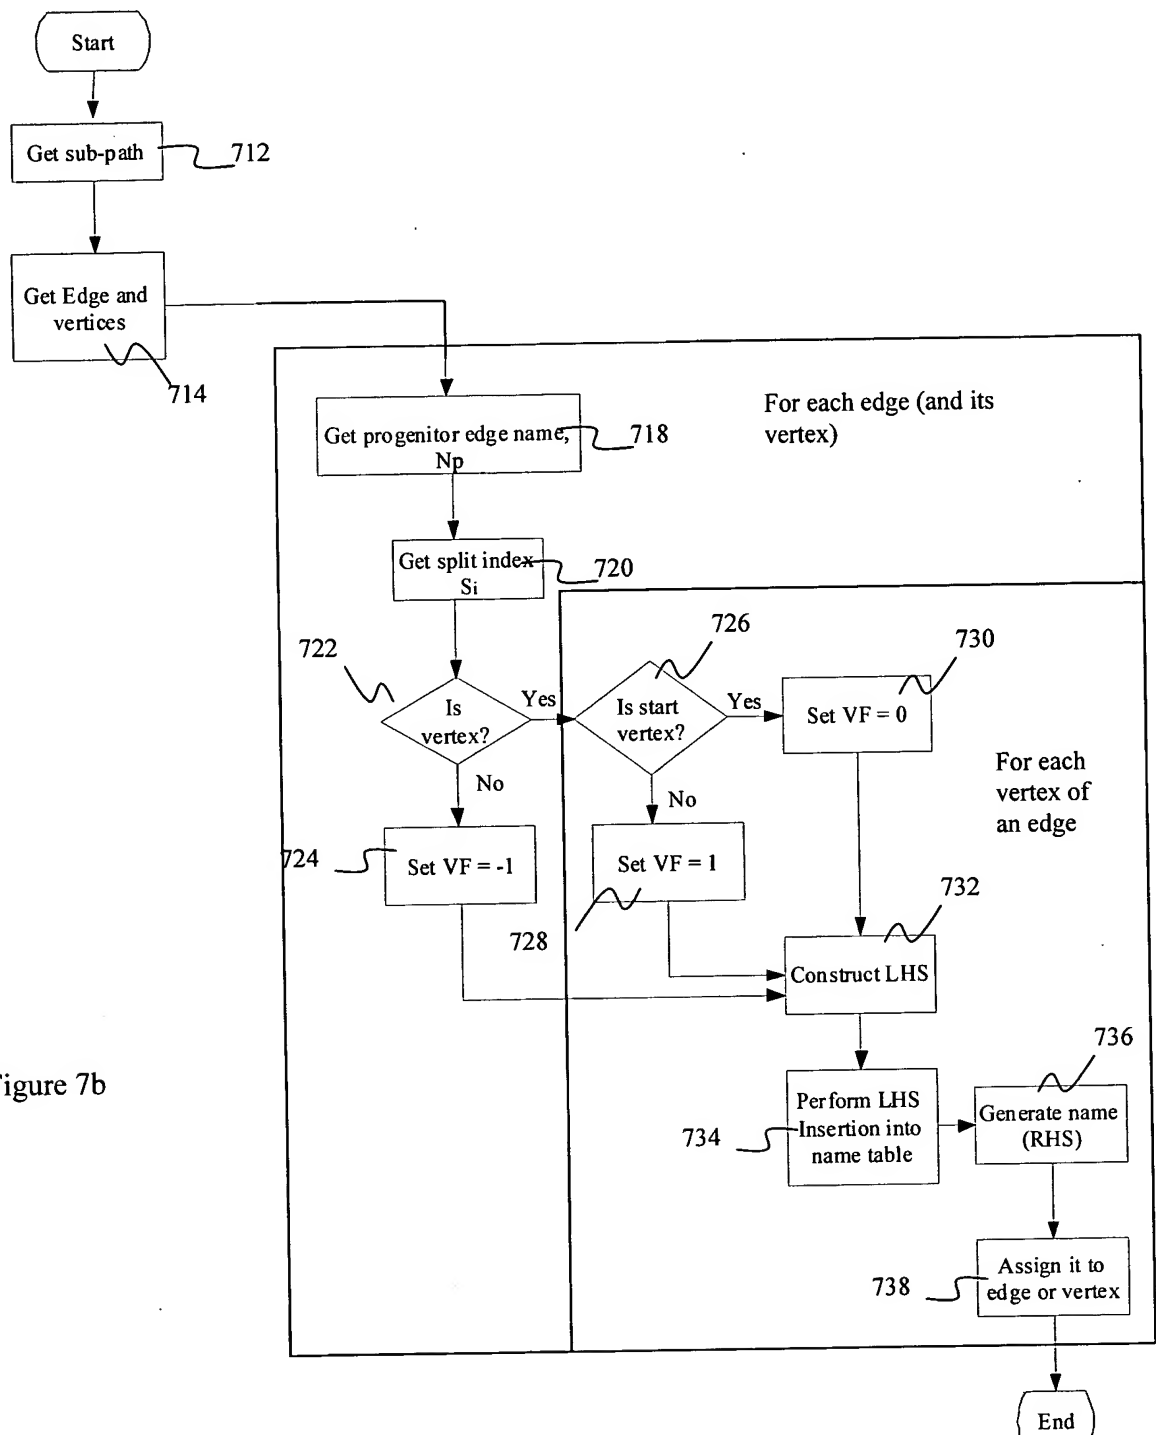 Start
Get sub-path
712
Get Edge and
vertices
714
For each edge (and its
vertex)
Get progenitor edge name,
Np
718
Get split index
Si
720
722
Is
vertex?
Yes
No
724
Set VF = -1
726
Is start
vertex?
Yes
No
730
Set VF = 0
For each
vertex of
an edge
Set VF = 1
728
732
Construct LHS
734
Perform LHS
Insertion into
name table
736
Generate name
(RHS)
738
Assign it to
edge or vertex
End
igure 7b